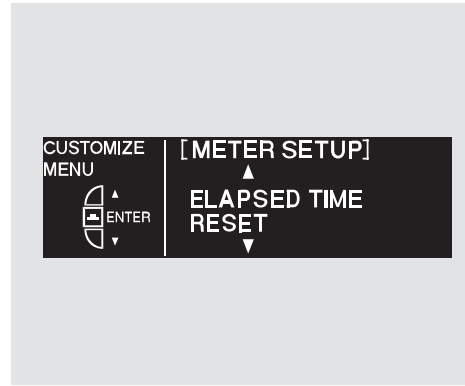 CUSTOMIZE
MENU
ENTER
[METER SETUP]
ELAPSED TIME
RESET